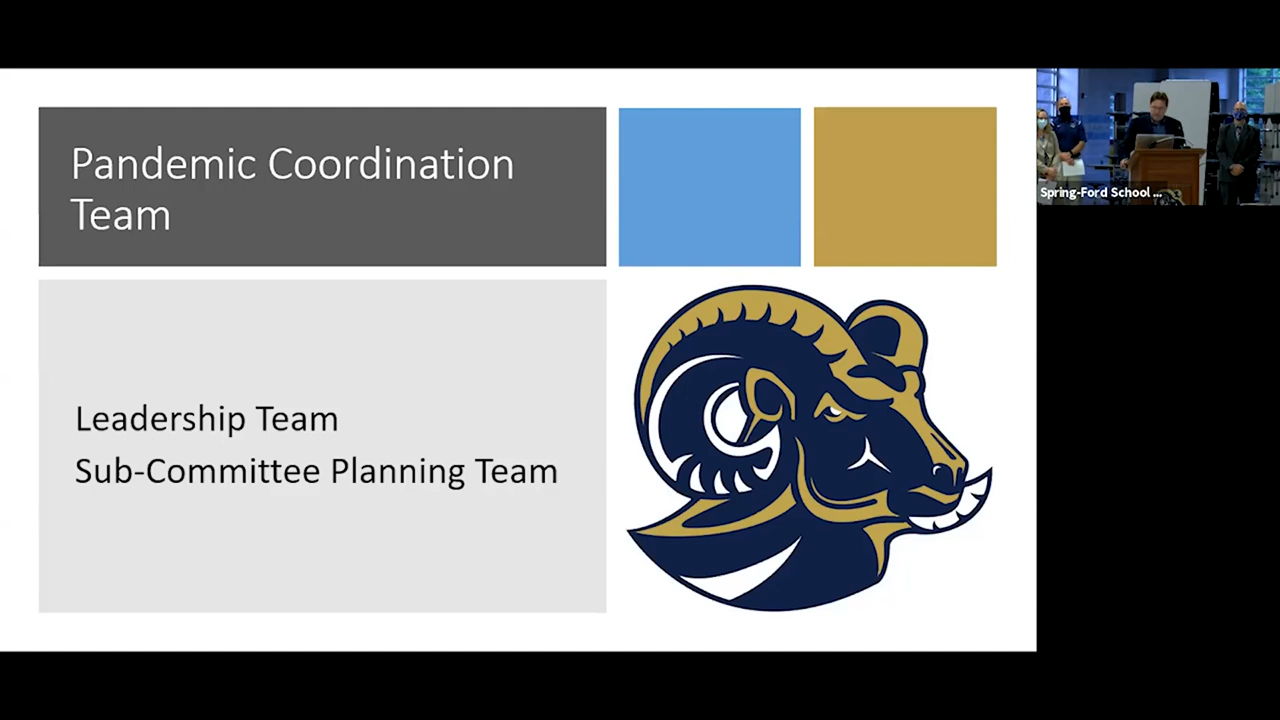 Pandemic Coordination
Team
Leadership Team
Sub-Committee Planning Team
Spring-Ford School ...